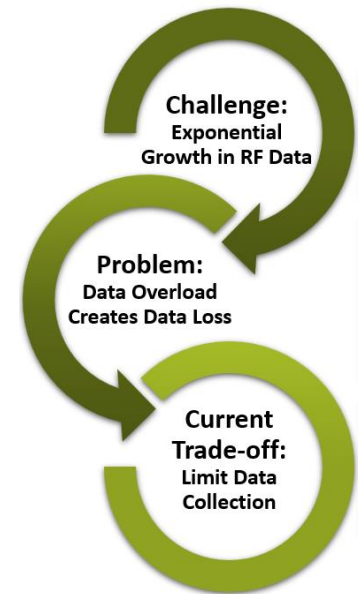 Challenge:
Exponential
Growth in RF Data
Problem:
Data Overload
Creates Data Loss
Current
Trade-off:
Limit Data
Collection